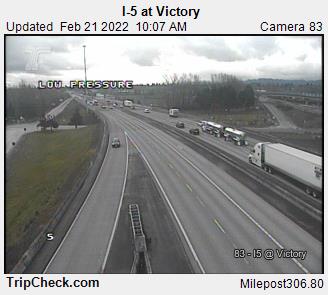 I-5 at Victory
Updated Feb 21 2022 10:07 AM Camera 83
LOW PRESSURE
S
83 - I5 @ Victory
TripCheck.com Milepost306.80